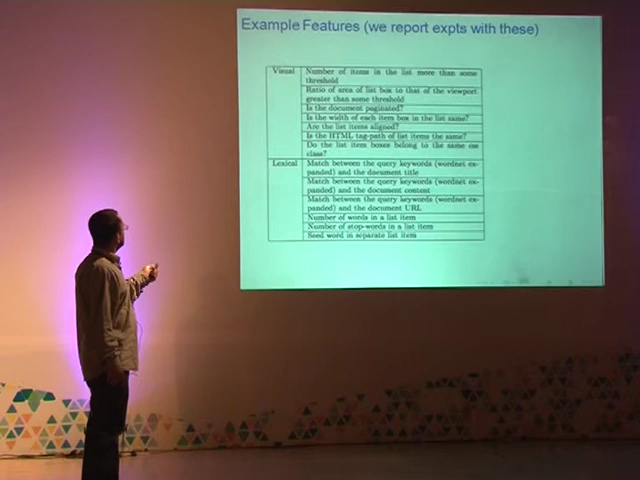 Example Features (we report expts with these)
Visual
Number of items in the list more than some
threshold
Ratio of area of list box to that of the viewport
greater than some threshold
Is the document paginated?
Is the width of each item box in the list same?
Are the list items aligned?
Is the HTML tag-path of list items the same?
Do the list item boxes belong to the same css
class?
Lexical
Match between the query keywords (wordnet ex-
panded) and the document title
Match between the query keywords (wordnet ex-
panded) and the document content
Match between the query keywords (wordnet ex-
panded) and the document URL
Number of words in a list item
Number of stop-words in a list item
Seed word in separate list item